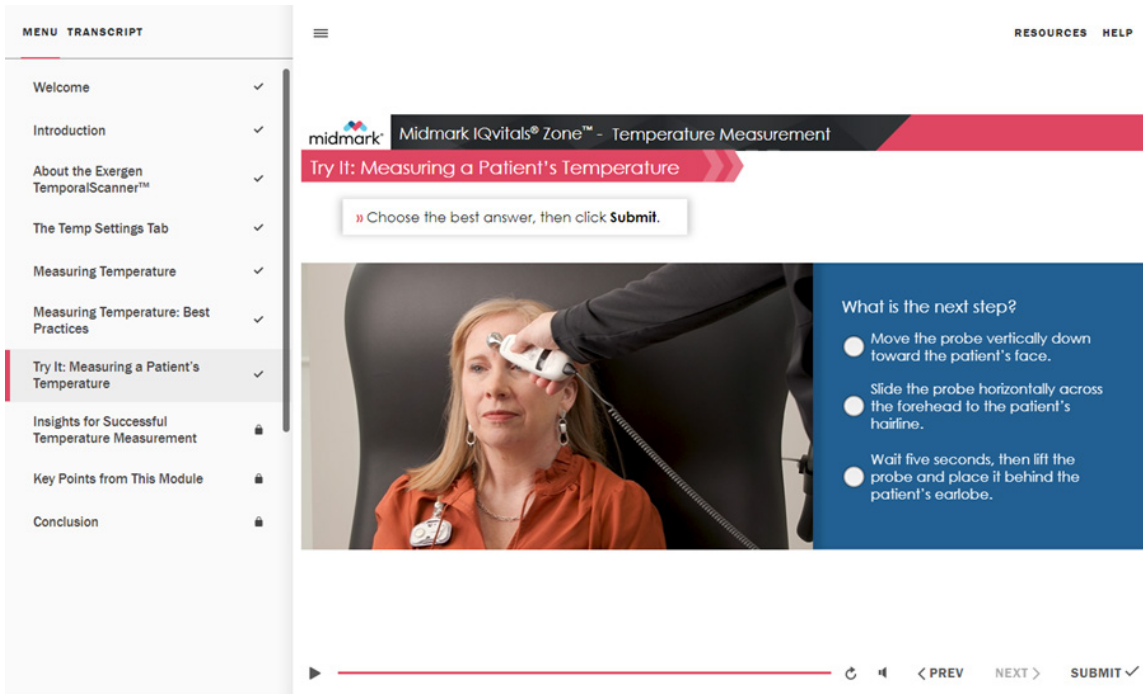 MENU TRANSCRIPT
Welcome
Introduction
About the Exergen
TemporalScanner™
The Temp Settings Tab
Measuring Temperature
Measuring Temperature: Best
Practices
Try It: Measuring a Patient's
Temperature
Insights for Successful
Temperature Measurement
Key Points from This Module
Conclusion
RESOURCES HELP
midmark®
Midmark IQvitals® Zone™ - Temperature Measurement
Try It: Measuring a Patient's Temperature
» Choose the best answer, then click Submit.
What is the next step?
Move the probe vertically down
toward the patient's face.
Slide the probe horizontally across
the forehead to the patient's
hairline.
Wait five seconds, then lift the
probe and place it behind the
patient's earlobe.
< PREV
NEXT >
SUBMIT ✓